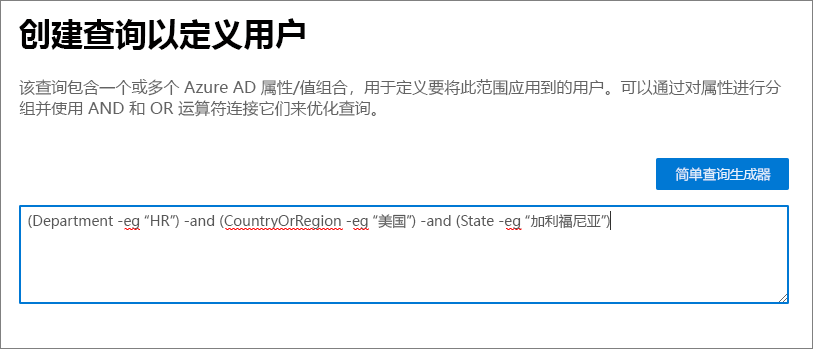 创建查询以定义用户
该查询包含一个或多个 Azure AD 属性/值组合，用于定义要将此范围应用到的用户。可以通过对属性进行分
组并使用 AND 和 OR 运算符连接它们来优化查询。
简单查询生成器
(Department -eg “HR”) -and (CountryOrRegion -eg “美国”) -and (State -eg “加利福尼亚”)